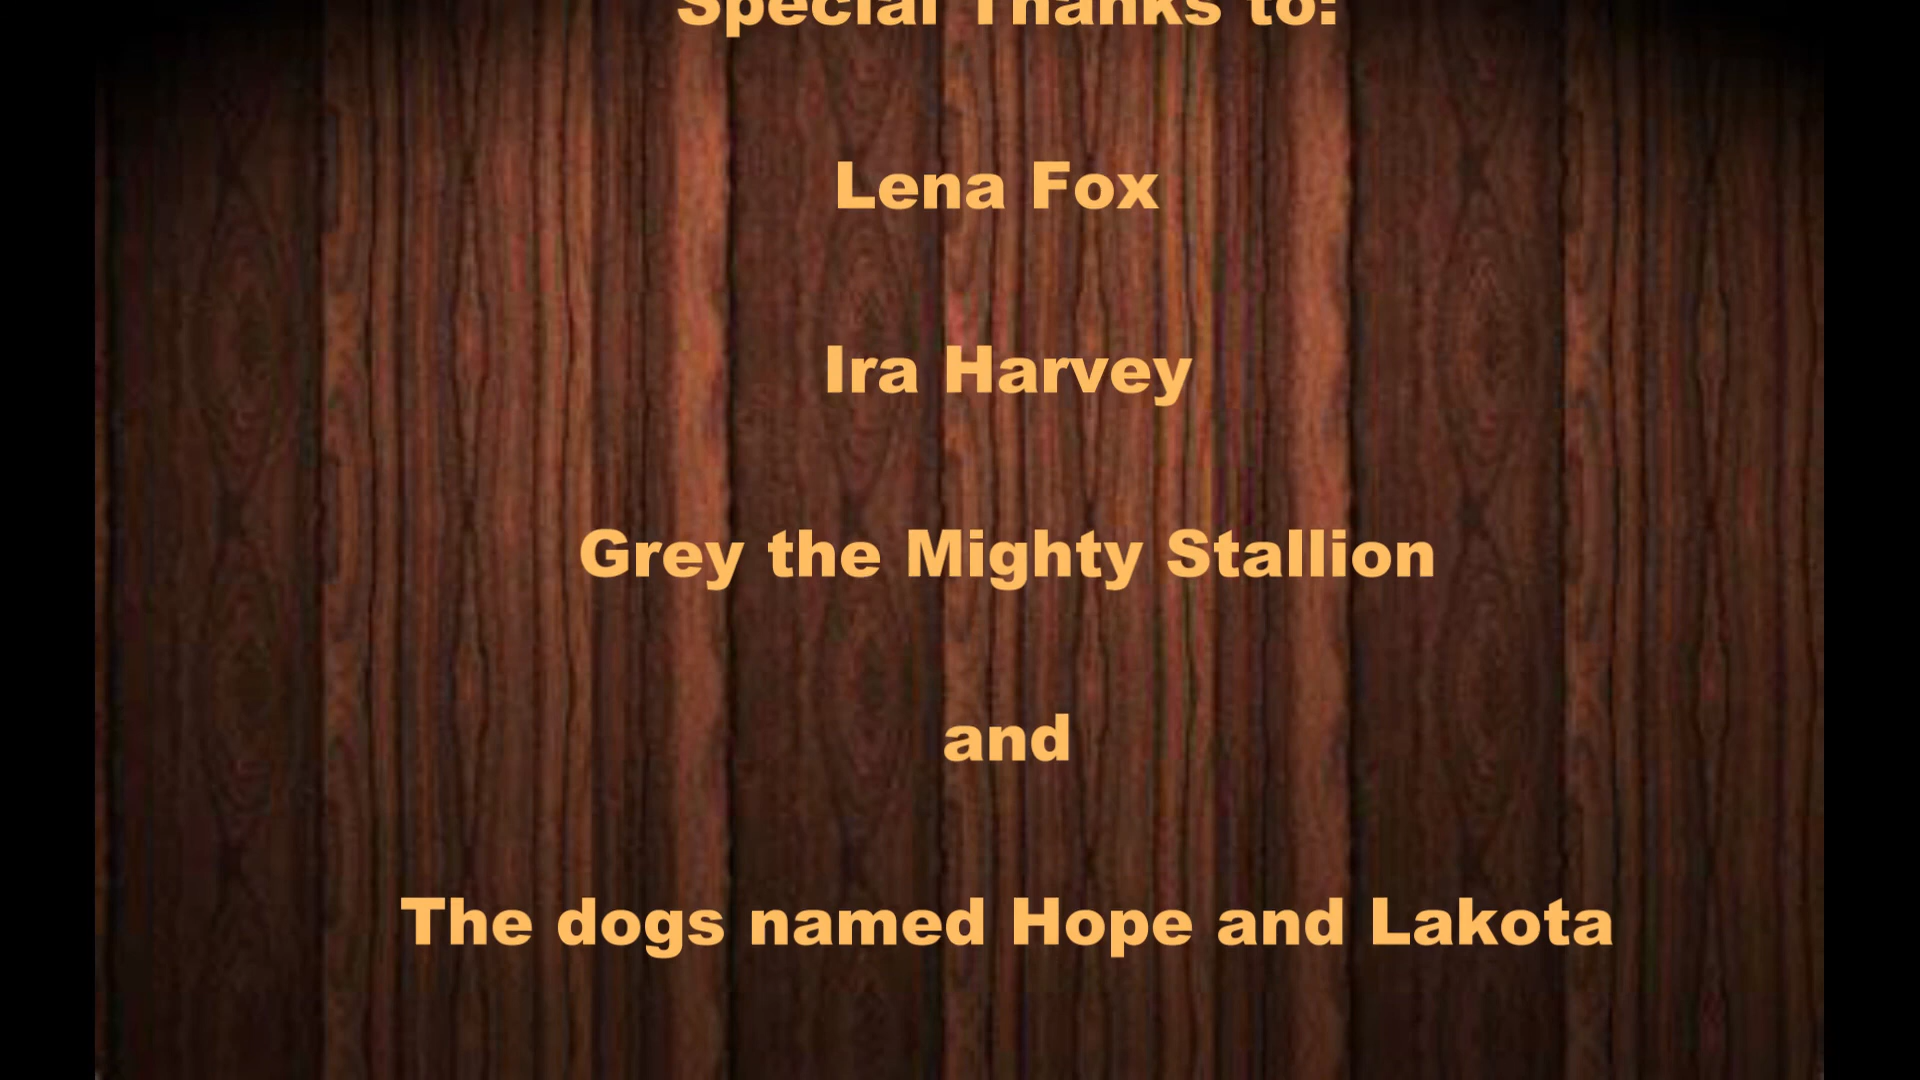 Special Thanks to:
Lena Fox
Ira Harvey
Grey the Mighty Stallion
and
The dogs named Hope and Lakota